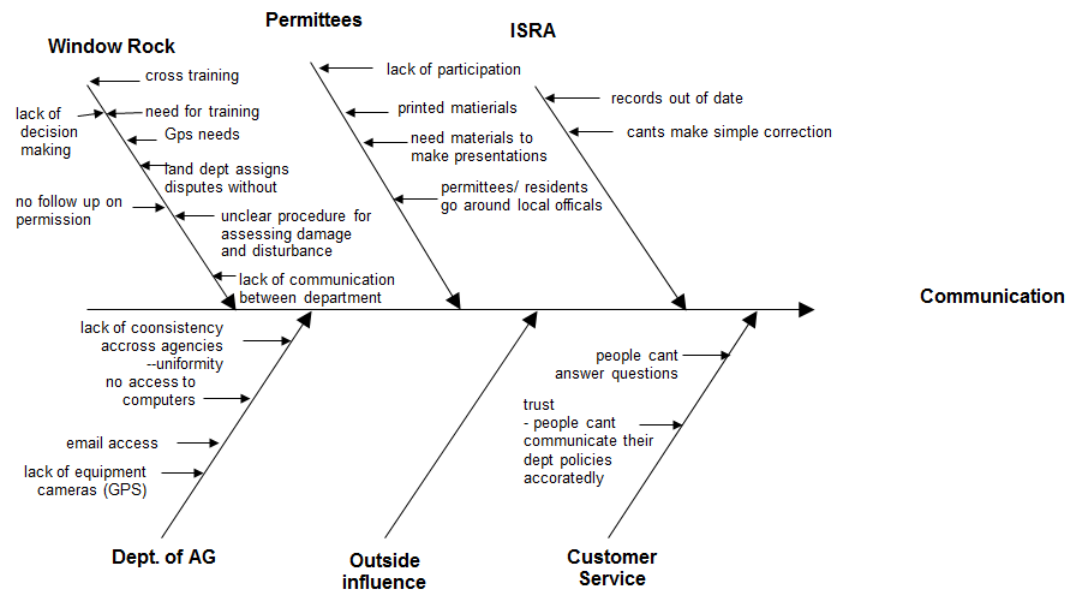 Permittees
ISRA
Window Rock
cross training
lack of
decision
making
need for training
Gps needs
land dept assigns
disputes without
no follow up on
permission
unclear procedure for
assessing damage
and disturbance
lack of communication
between department
lack of participation
printed matierials
need materials to
make presentations
permittees/ residents
go around local officals
records out of date
cants make simple correction
Communication
lack of coonsistency
accross agencies
--uniformity
no access to
computers
email access
lack of equipment
cameras (GPS)
people cant
answer questions
trust
- people cant
communicate their
dept policies
accoratedly
Dept. of AG
Outside
influence
Customer
Service